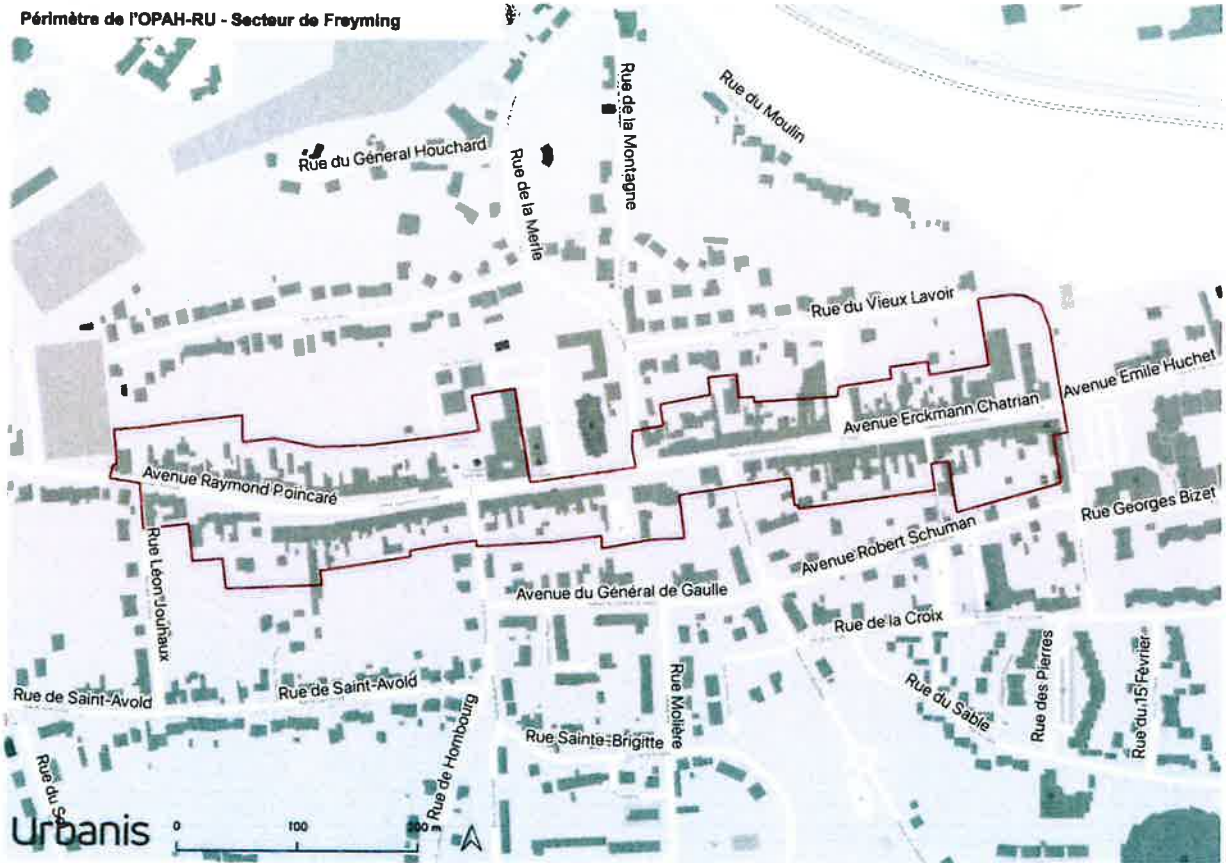 Périmètre de l'OPAH-RU - Secteur de Freyming
Rue de la Montagne
Rue du Moulin
Rue du Général Houchard
Rue de la Merle
Rue du Vieux Lavoir
Avenue Emile Huchet
Avenue Erckmann Chatrian
Avenue Raymond Poincaré
Rue Georges Bizet
Avenue Robert Schuman
Rue Léon Jouhaux
Avenue du Général de Gaulle
Rue de la Croix
Rue des Pierres
Rue du 15 Février
Rue de Saint-Avold
Rue de Saint-Avold
Rue du Sable
Rue Molière
Rue de Hombourg
Rue Sainte-Brigitte
Rue du
Urbanis
0 100 200 m